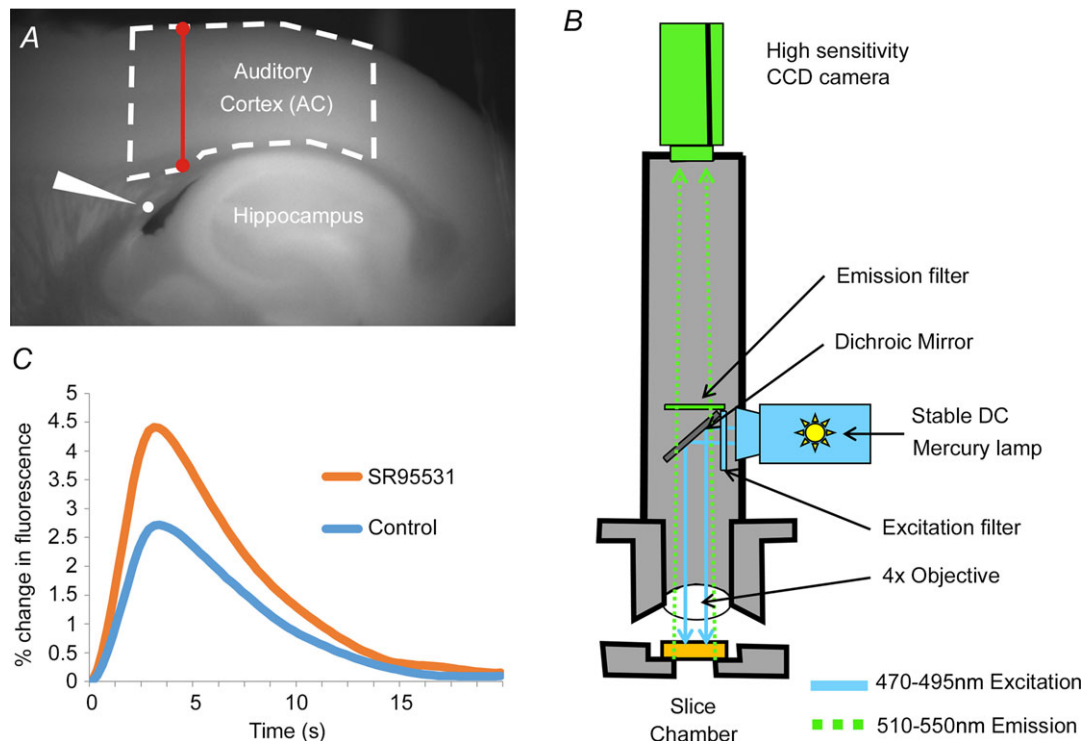 A
Auditory
Cortex (AC)
Hippocampus
B
High sensitivity
CCD camera
Emission filter
Dichroic Mirror
Stable DC
Mercury lamp
Excitation filter
4x Objective
Slice
Chamber
470-495nm Excitation
510-550nm Emission
C
% change in fluorescence
5
4.5
4
3.5
3
2.5
2
1.5
1
0.5
0
0
5
10
15
Time (s)
SR95531
Control